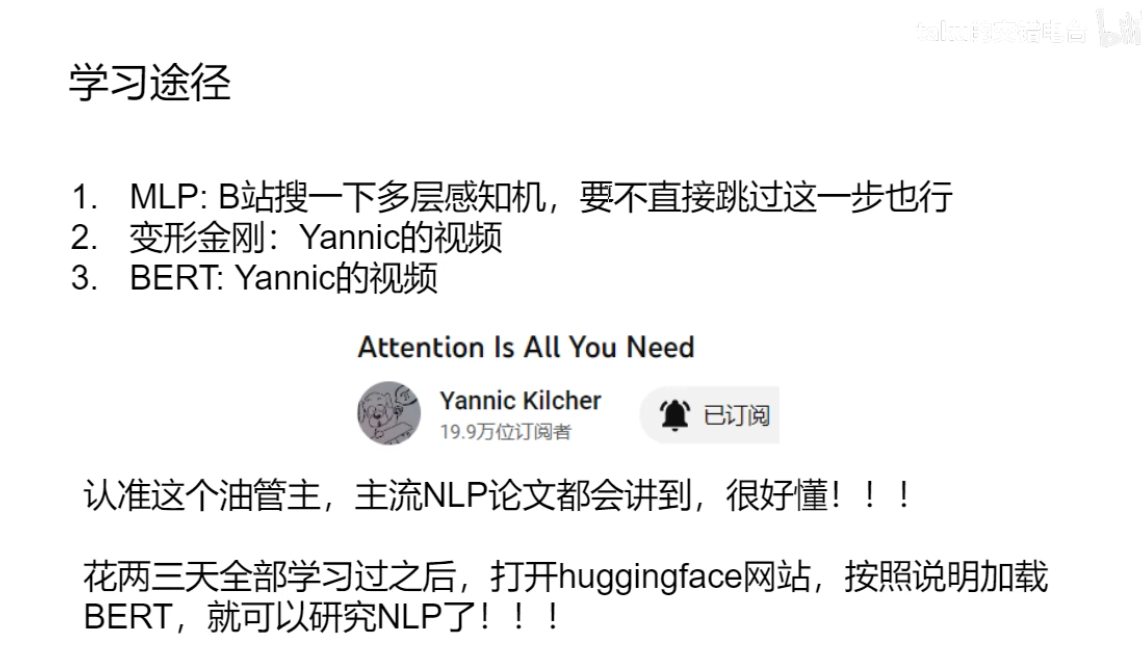 学习途径
1. MLP: B站搜一下多层感知机，要不直接跳过这一步也行
2. 变形金刚：Yannic的视频
3. BERT: Yannic的视频
Attention Is All You Need
Yannic Kilcher
已订阅
19.9万位订阅者
认准这个油管主，主流NLP论文都会讲到，很好懂！！！
花两三天全部学习过之后，打开huggingface网站，按照说明加载
BERT，就可以研究NLP了！！！